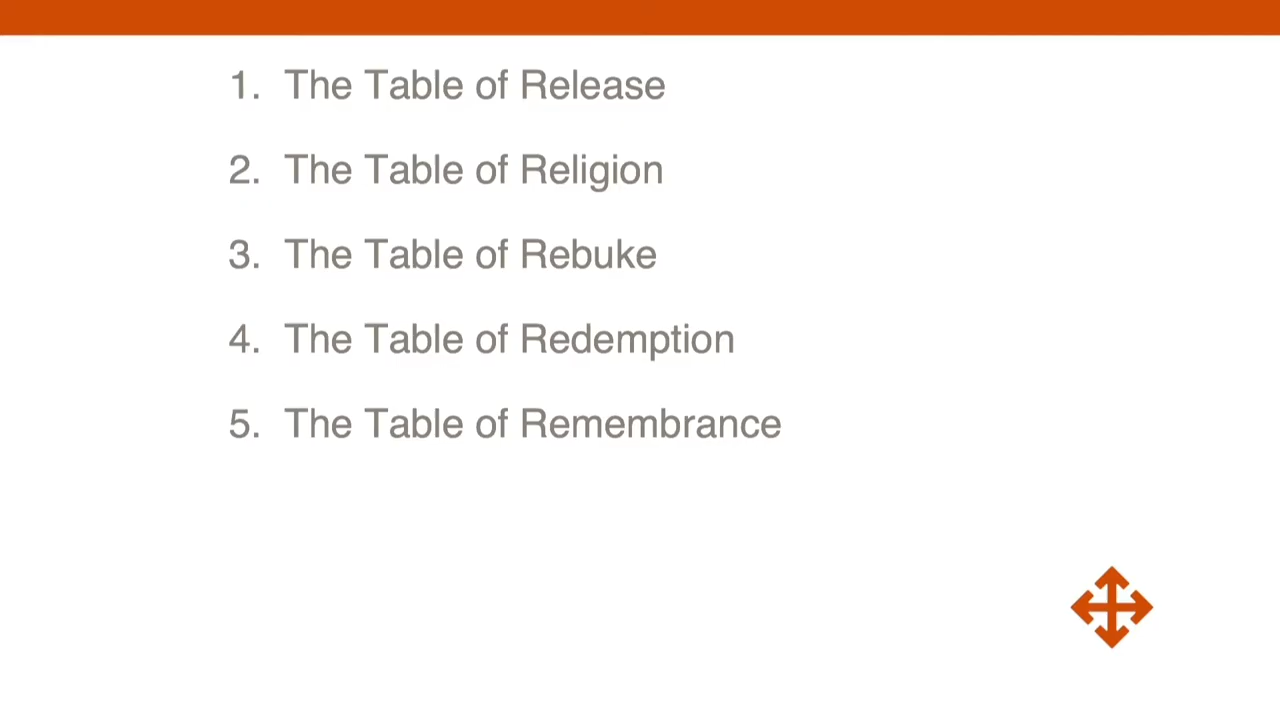 1. The Table of Release
2. The Table of Religion
3. The Table of Rebuke
4. The Table of Redemption
5. The Table of Remembrance